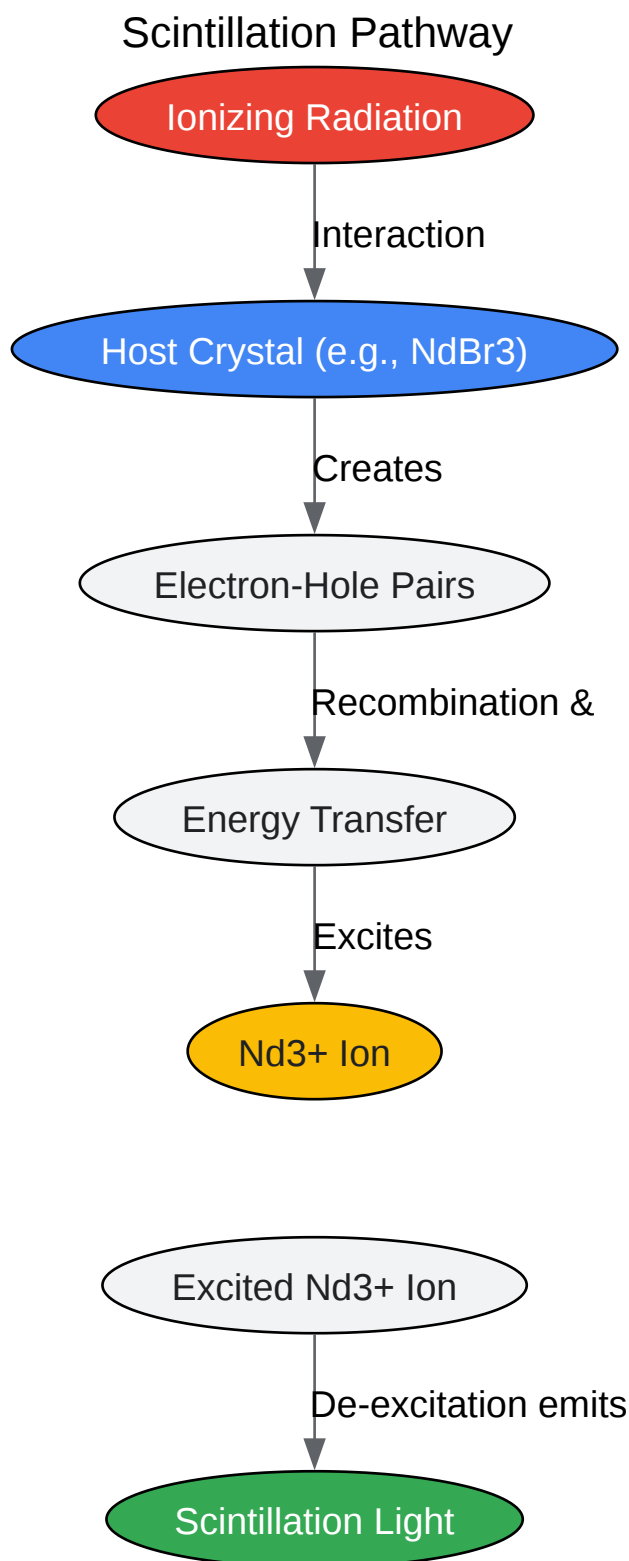 Scintillation Pathway
Ionizing Radiation
Interaction
Host Crystal (e.g., NdBr3)
Creates
Electron-Hole Pairs
Recombination &
Energy Transfer
Excites
Nd3+ Ion
Excited Nd3+ Ion
De-excitation emits
Scintillation Light